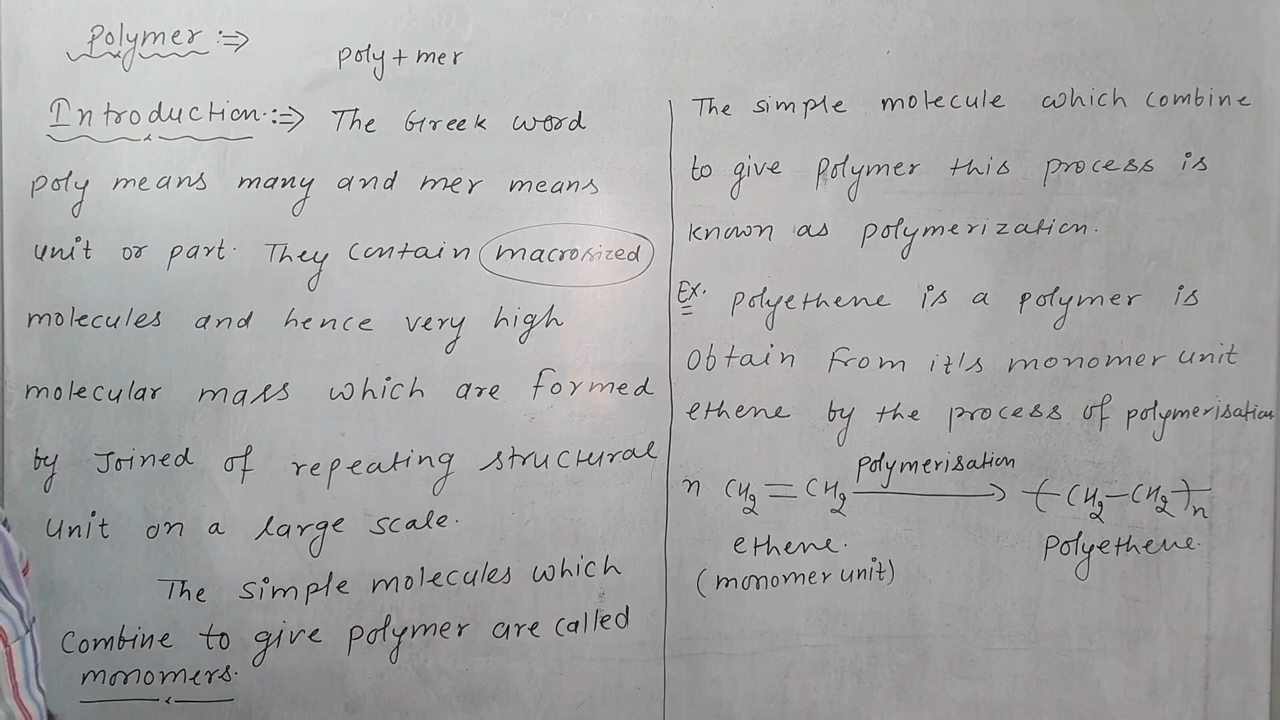 Polymer :⇒
Poly + mer
Introduction :⇒ The Greek word
poly means many and mer means
unit or part. They contain macrosized
molecules and hence very high
molecular mass which are formed
by Joined of repeating structural
unit on a large scale.
The simple molecules which
combine to give polymer are called
monomers.
The simple molecule which combine
to give polymer this process is
known as polymerization.
Ex. polyethene is a polymer is
obtain from it's monomer unit
ethene by the process of polymerisation
n CH₂=CH₂ Polymerisation → (CH₂-CH₂)n
ethene. Polyethene.
(monomer unit)